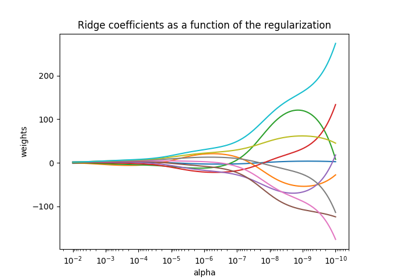 Ridge coefficients as a function of the regularization
200
100
0
−100
weights
10⁻² 10⁻³ 10⁻⁴ 10⁻⁵ 10⁻⁶ 10⁻⁷ 10⁻⁸ 10⁻⁹ 10⁻¹⁰
alpha